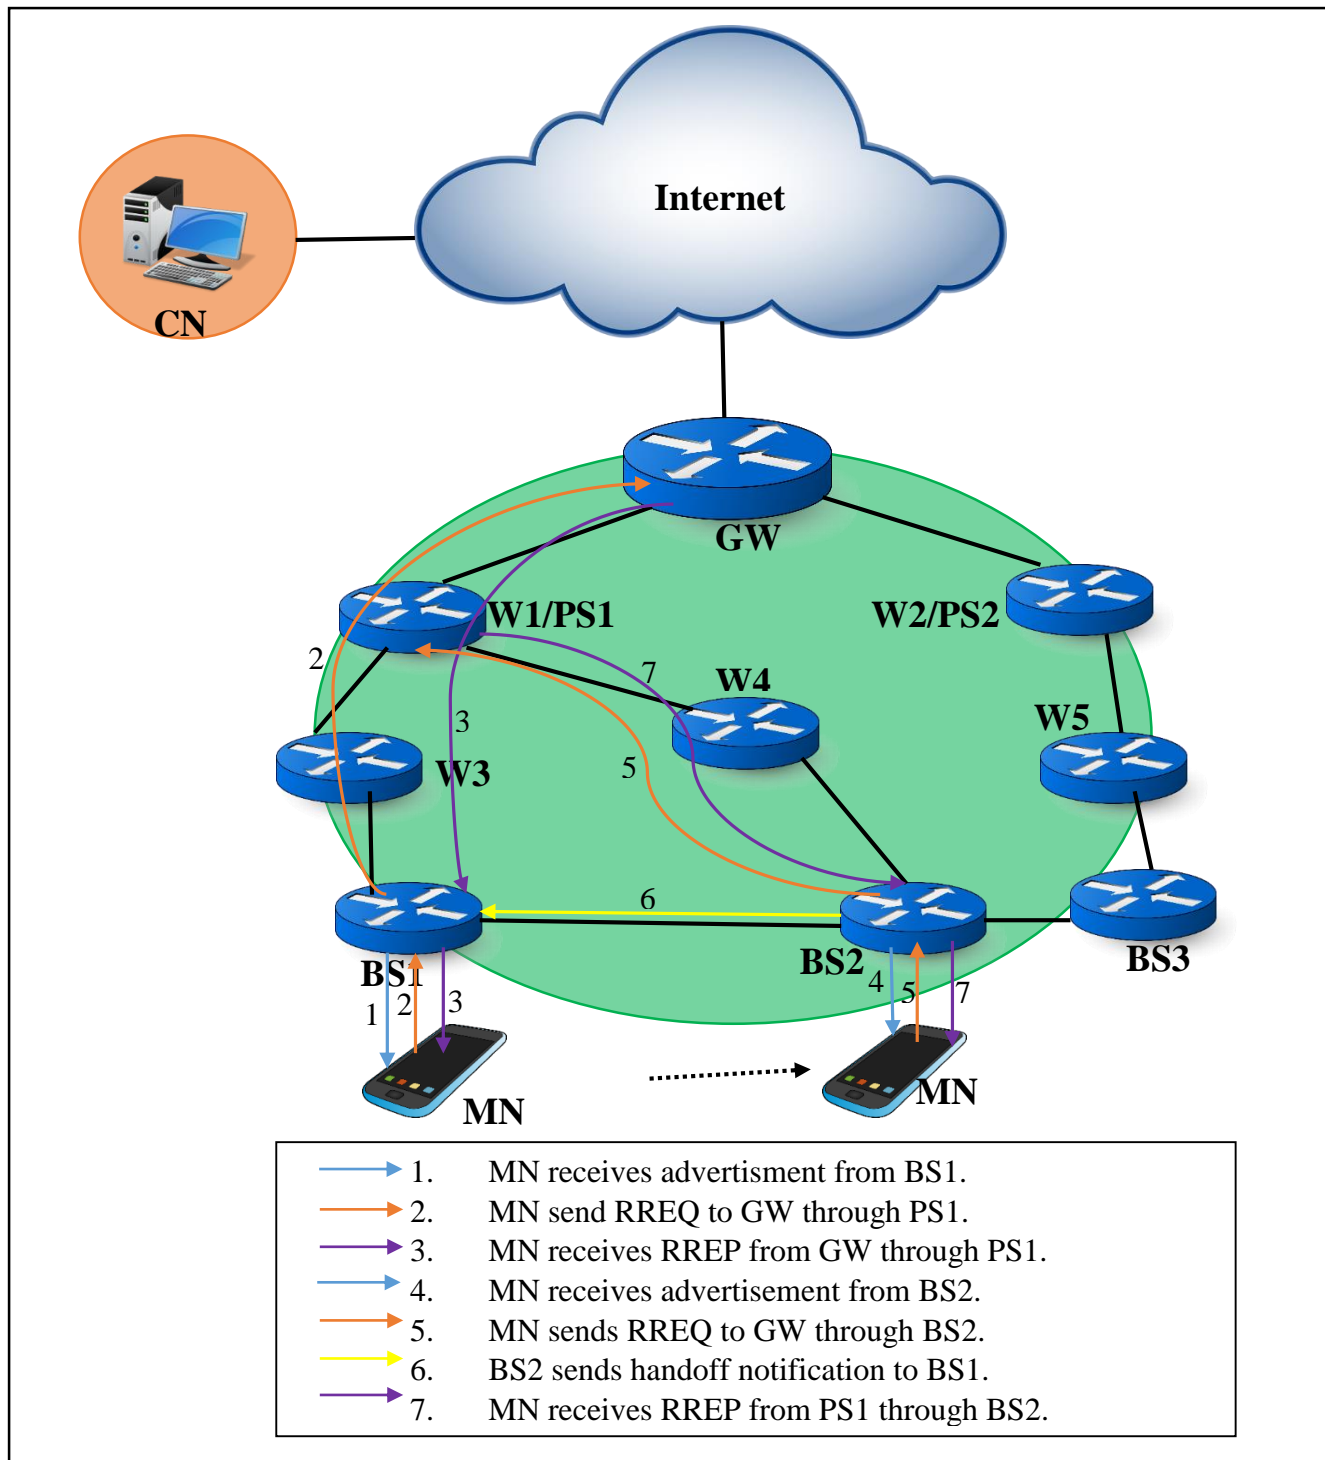 Internet
CN
GW
W1/PS1
W2/PS2
2
7
W4
3
W5
5
W3
6
BS1
BS2
BS3
1
2
3
4
5
7
MN
MN
1. MN receives advertisment from BS1.
2. MN send RREQ to GW through PS1.
3. MN receives RREP from GW through PS1.
4. MN receives advertisement from BS2.
5. MN sends RREQ to GW through BS2.
6. BS2 sends handoff notification to BS1.
7. MN receives RREP from PS1 through BS2.